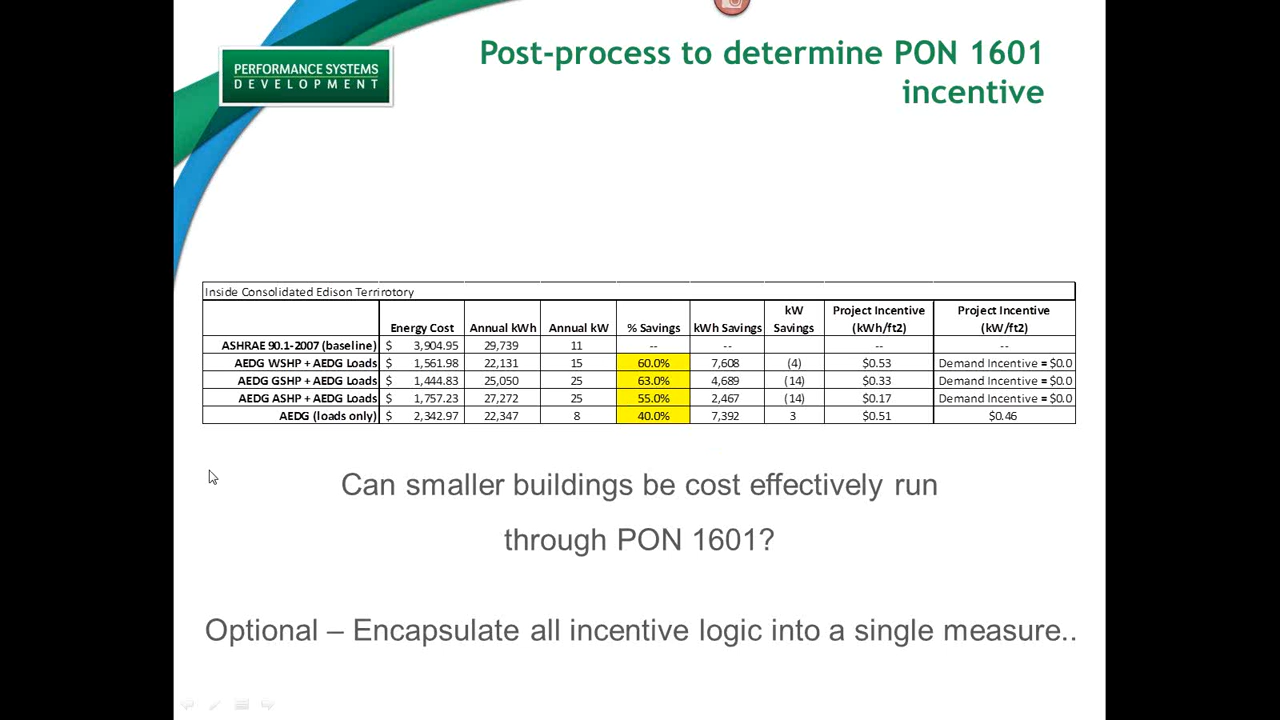 Post-process to determine PON 1601
incentive
PERFORMANCE SYSTEMS
DEVELOPMENT
Inside Consolidated Edison Terrirotory
Energy Cost Annual kWh Annual kW % Savings kWh Savings kW Savings Project Incentive (kWh/ft2) Project Incentive (kW/ft2)
ASHRAE 90.1-2007 (baseline) $ 3,904.95 29,739 11 -- -- -- --
AEDG WSHP + AEDG Loads $ 1,561.98 22,131 15 60.0% 7,608 (4) $0.53 Demand Incentive = $0.0
AEDG GSHP + AEDG Loads $ 1,444.83 25,050 25 63.0% 4,689 (14) $0.33 Demand Incentive = $0.0
AEDG ASHP + AEDG Loads $ 1,757.23 27,272 25 55.0% 2,467 (14) $0.17 Demand Incentive = $0.0
AEDG (loads only) $ 2,342.97 22,347 8 40.0% 7,392 3 $0.51 $0.46
Can smaller buildings be cost effectively run
through PON 1601?
Optional – Encapsulate all incentive logic into a single measure..